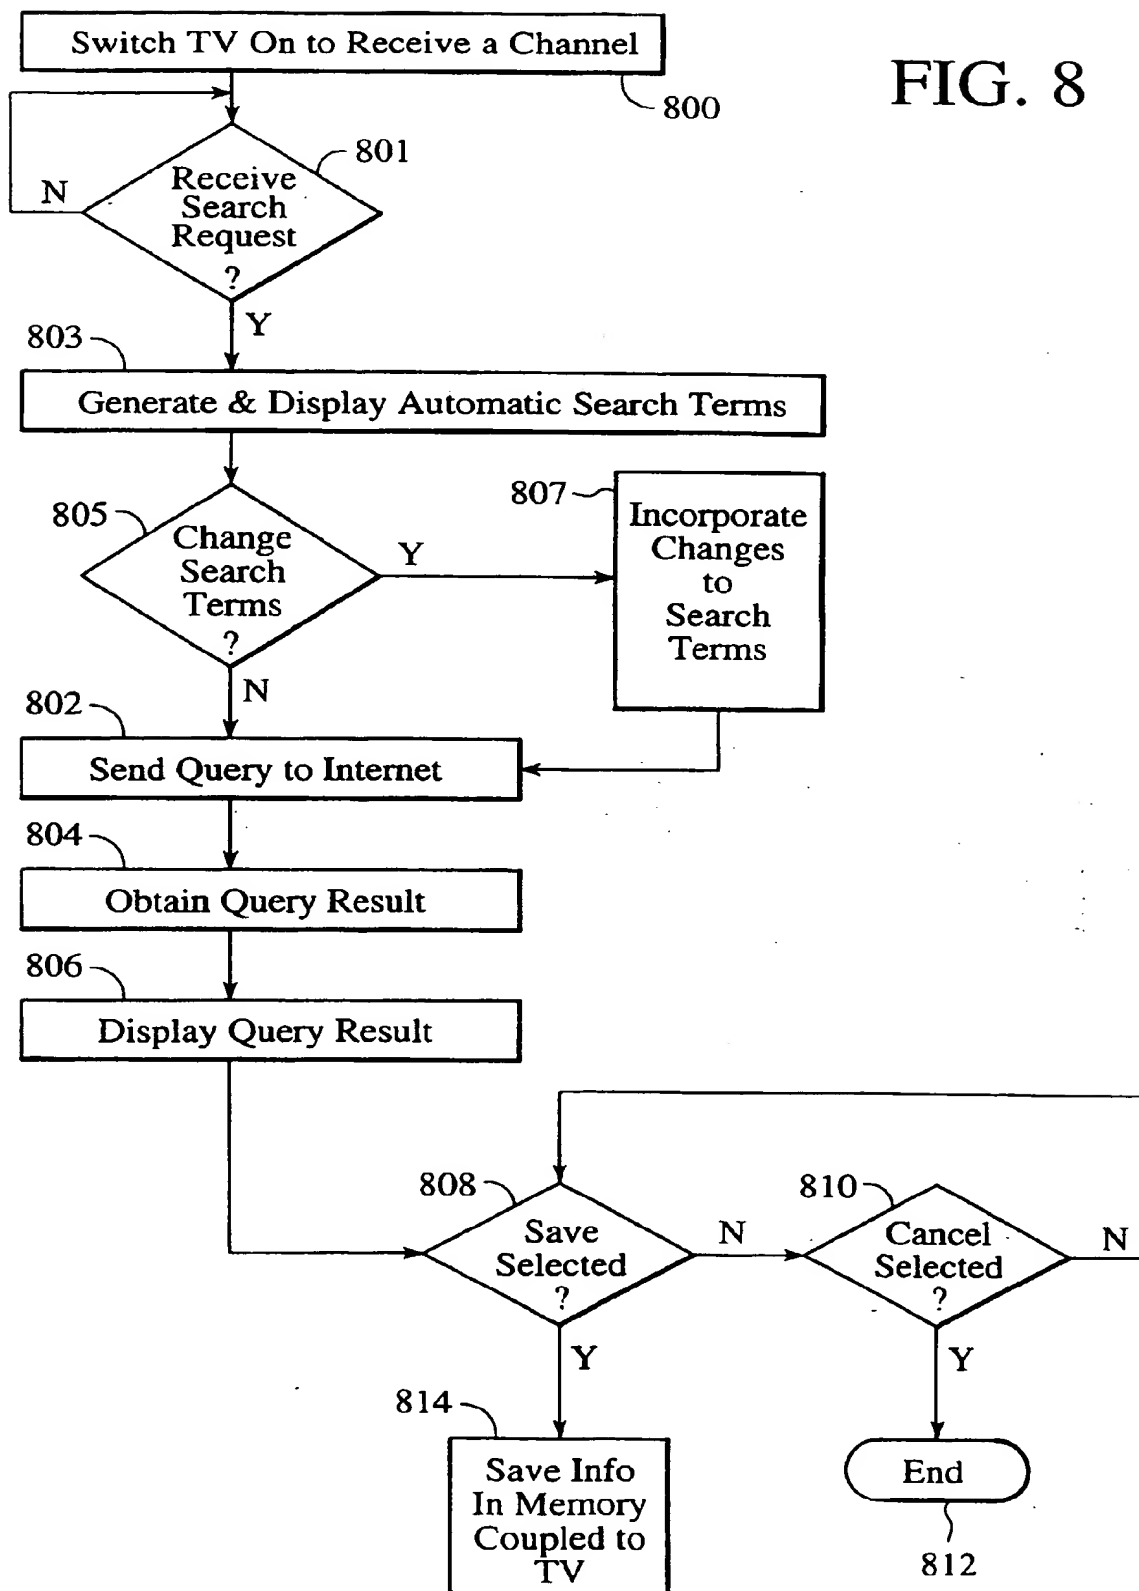 Switch TV On to Receive a Channel
800
FIG. 8
801
Receive
Search
Request
?
N
Y
803
Generate & Display Automatic Search Terms
805
Change
Search
Terms
?
Y
N
807
Incorporate
Changes
to
Search
Terms
802
Send Query to Internet
804
Obtain Query Result
806
Display Query Result
808
Save
Selected
?
N
Y
810
Cancel
Selected
?
N
Y
814
Save Info
In Memory
Coupled to
TV
End
812